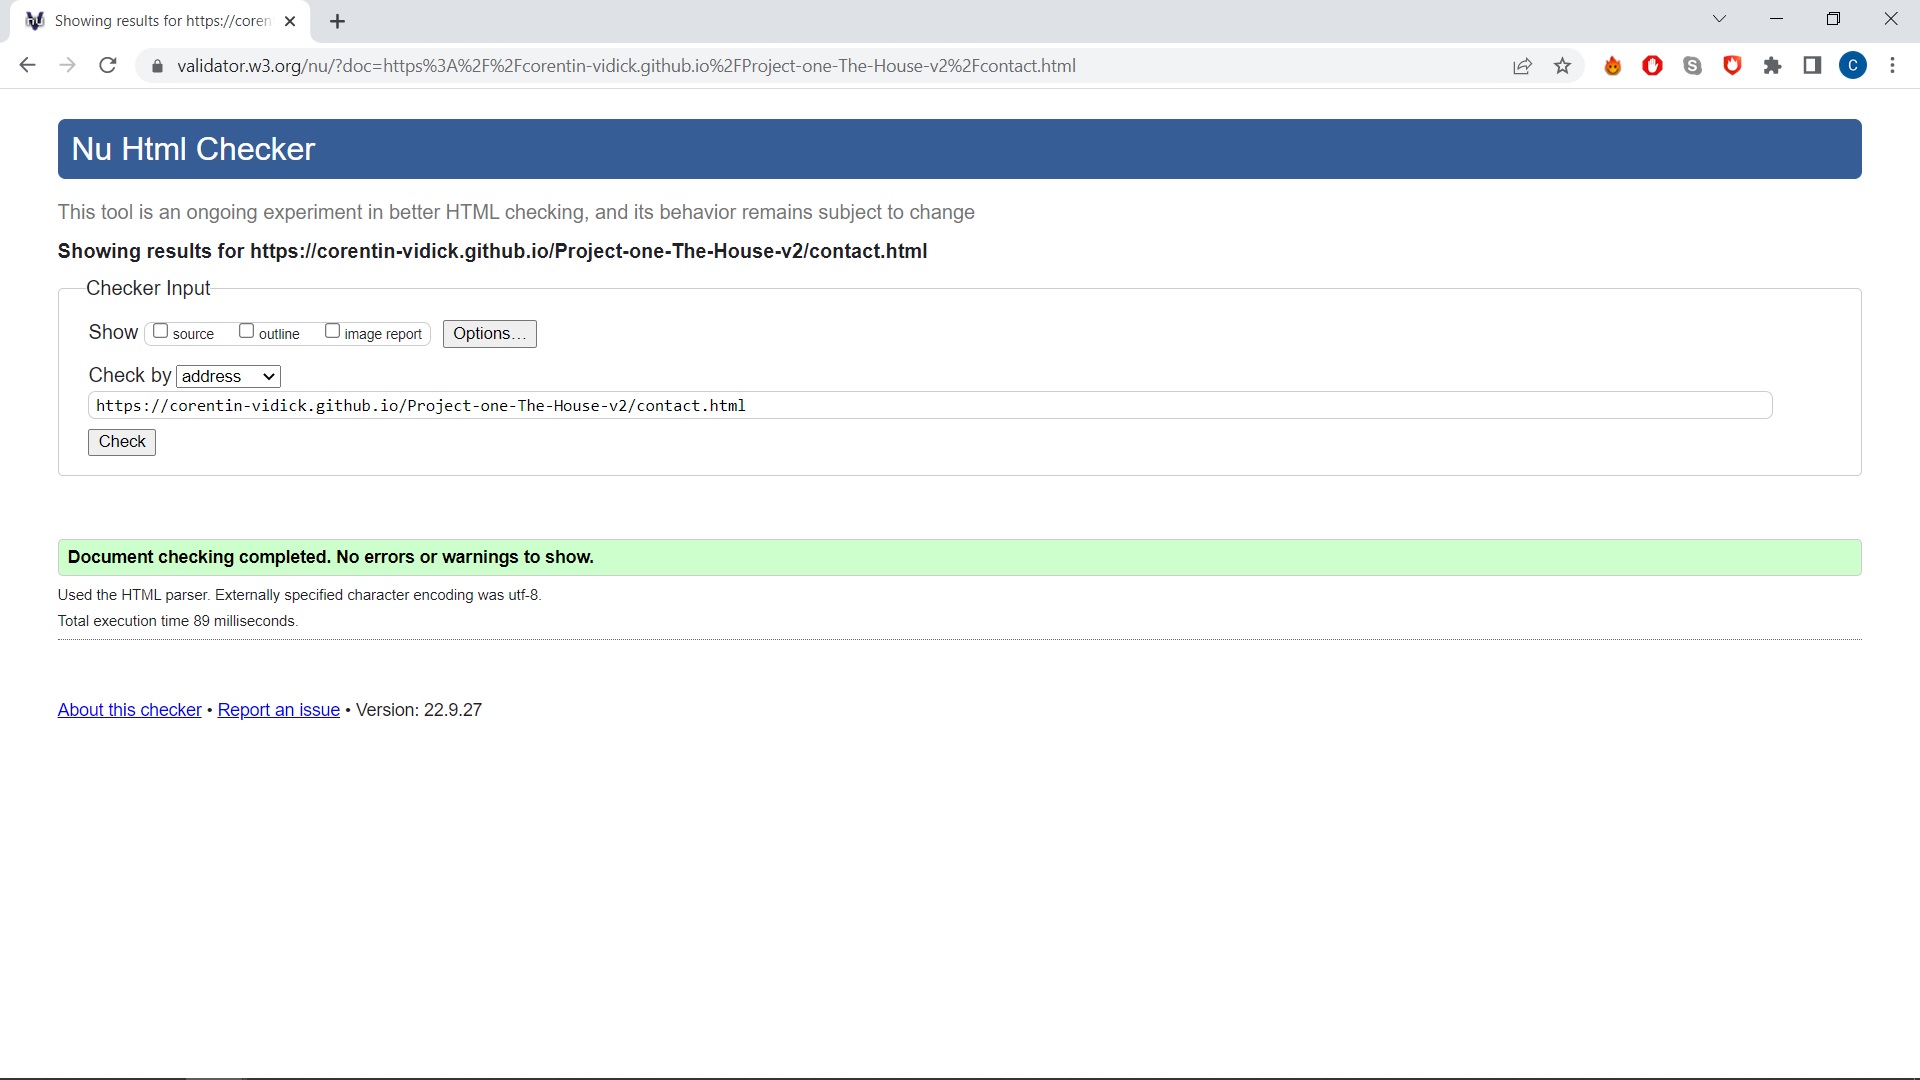 Showing results for https://coren
validator.w3.org/nu/?doc=https%3A%2F%2Fcorentin-vidick.github.io%2FProject-one-The-House-v2%2Fcontact.html
C
Nu Html Checker
This tool is an ongoing experiment in better HTML checking, and its behavior remains subject to change
Showing results for https://corentin-vidick.github.io/Project-one-The-House-v2/contact.html
Checker Input
Show source outline image report Options...
Check by address
https://corentin-vidick.github.io/Project-one-The-House-v2/contact.html
Check
Document checking completed. No errors or warnings to show.
Used the HTML parser. Externally specified character encoding was utf-8.
Total execution time 89 milliseconds.
About this checker • Report an issue • Version: 22.9.27